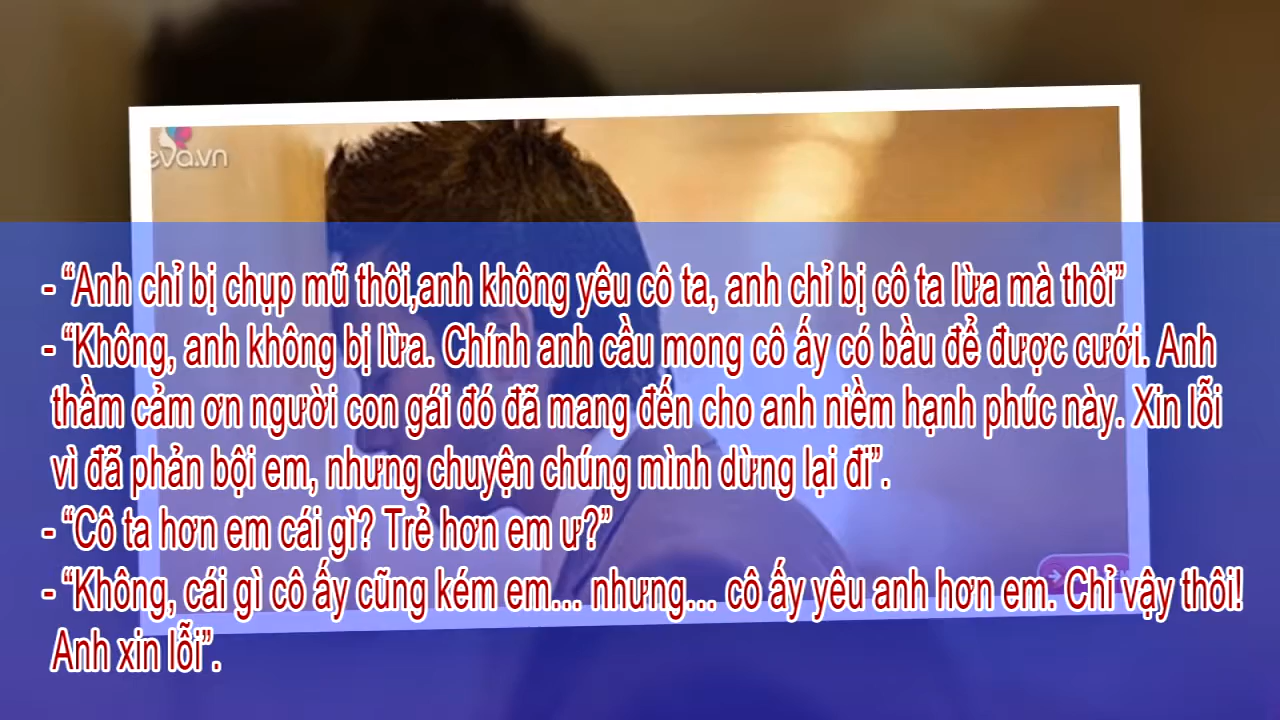 eva.vn
- “Anh chỉ bị chụp mũ thôi,anh không yêu cô ta, anh chỉ bị cô ta lừa mà thôi”
- “Không, anh không bị lừa. Chính anh cầu mong cô ấy có bầu để được cưới. Anh
thầm cảm ơn người con gái đó đã mang đến cho anh niềm hạnh phúc này. Xin lỗi
vì đã phản bội em, nhưng chuyện chúng mình dừng lại đi”.
- “Cô ta hơn em cái gì? Trẻ hơn em ư?”
- “Không, cái gì cô ấy cũng kém em... nhưng... cô ấy yêu anh hơn em. Chỉ vậy thôi!
Anh xin lỗi”.